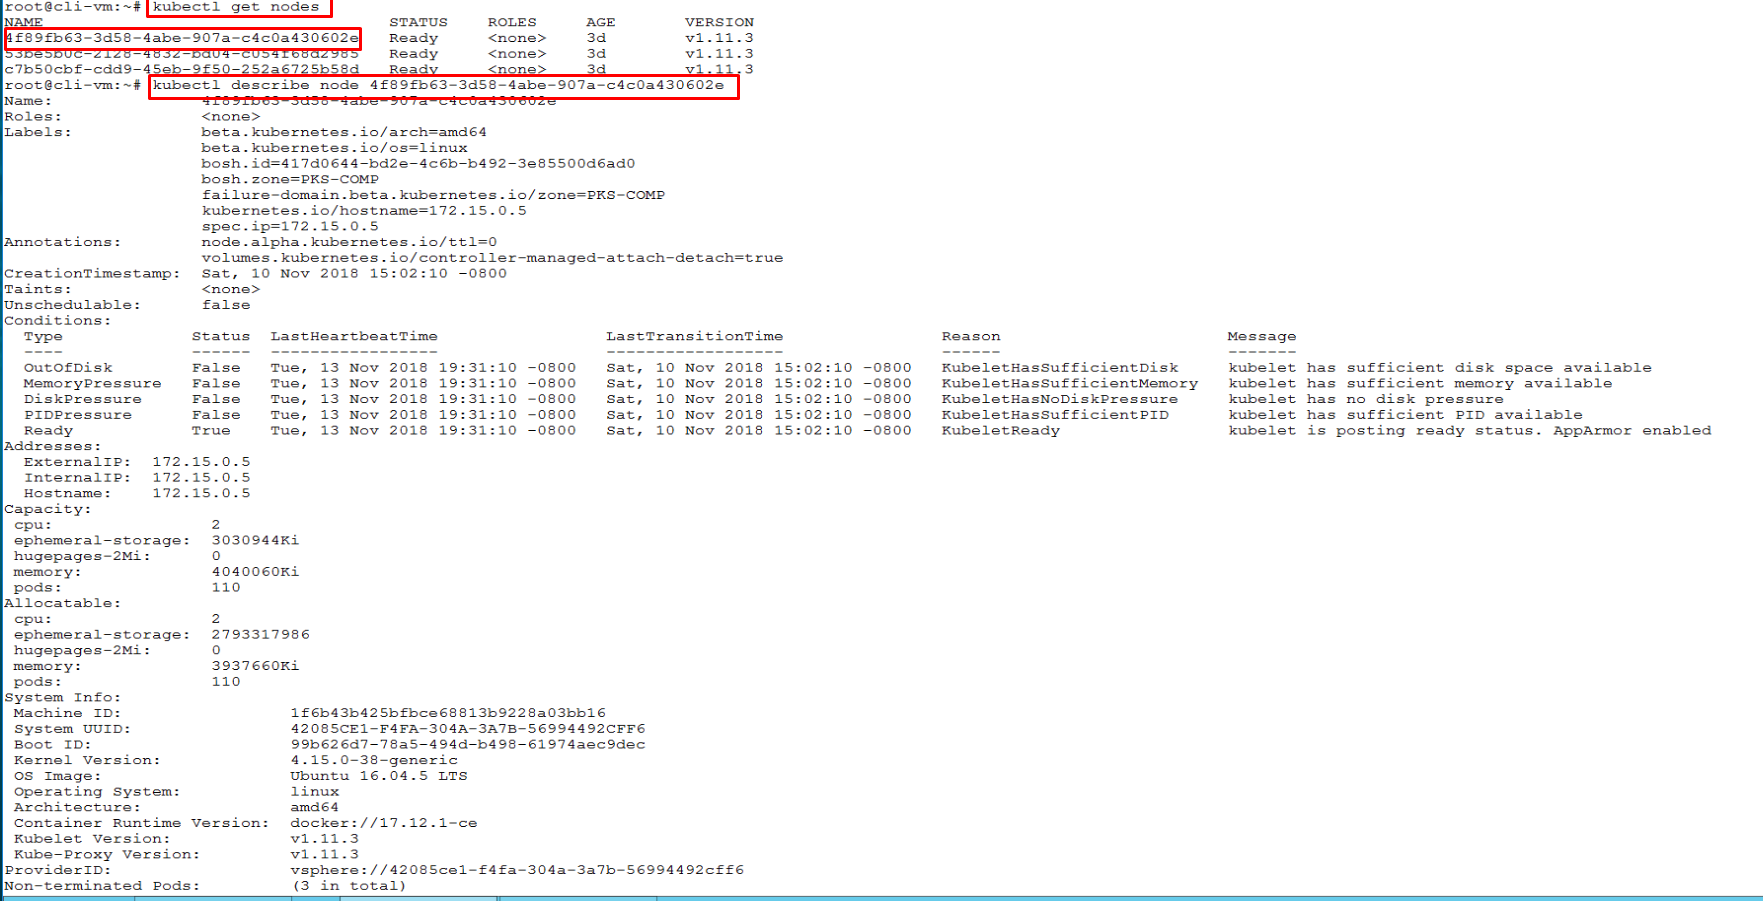 root@cli-vm:~# kubectl get nodes
NAME STATUS ROLES AGE VERSION
4f89fb63-3d58-4abe-907a-c4c0a430602e Ready <none> 3d v1.11.3
53be5b0c-2128-4832-bd04-c054f68d2985 Ready <none> 3d v1.11.3
c7b50cbf-cdd9-45eb-9f50-252a6725b58d Ready <none> 3d v1.11.3
root@cli-vm:~# kubectl describe node 4f89fb63-3d58-4abe-907a-c4c0a430602e
Name: 4f89fb63-3d58-4abe-907a-c4c0a430602e
Roles: <none>
Labels: beta.kubernetes.io/arch=amd64
beta.kubernetes.io/os=linux
bosh.id=417d0644-bd2e-4c6b-b492-3e85500d6ad0
bosh.zone=PKS-COMP
failure-domain.beta.kubernetes.io/zone=PKS-COMP
kubernetes.io/hostname=172.15.0.5
spec.ip=172.15.0.5
Annotations: node.alpha.kubernetes.io/ttl=0
volumes.kubernetes.io/controller-managed-attach-detach=true
CreationTimestamp: Sat, 10 Nov 2018 15:02:10 -0800
Taints: <none>
Unschedulable: false
Conditions:
Type Status LastHeartbeatTime LastTransitionTime Reason Message
---- ------ ----------------- ------------------ ------ -------
OutOfDisk False Tue, 13 Nov 2018 19:31:10 -0800 Sat, 10 Nov 2018 15:02:10 -0800 KubeletHasSufficientDisk kubelet has sufficient disk space available
MemoryPressure False Tue, 13 Nov 2018 19:31:10 -0800 Sat, 10 Nov 2018 15:02:10 -0800 KubeletHasSufficientMemory kubelet has sufficient memory available
DiskPressure False Tue, 13 Nov 2018 19:31:10 -0800 Sat, 10 Nov 2018 15:02:10 -0800 KubeletHasNoDiskPressure kubelet has no disk pressure
PIDPressure False Tue, 13 Nov 2018 19:31:10 -0800 Sat, 10 Nov 2018 15:02:10 -0800 KubeletHasSufficientPID kubelet has sufficient PID available
Ready True Tue, 13 Nov 2018 19:31:10 -0800 Sat, 10 Nov 2018 15:02:10 -0800 KubeletReady kubelet is posting ready status. AppArmor enabled
Addresses:
ExternalIP: 172.15.0.5
InternalIP: 172.15.0.5
Hostname: 172.15.0.5
Capacity:
cpu: 2
ephemeral-storage: 3030944Ki
hugepages-2Mi: 0
memory: 4040060Ki
pods: 110
Allocatable:
cpu: 2
ephemeral-storage: 2793317986
hugepages-2Mi: 0
memory: 3937660Ki
pods: 110
System Info:
Machine ID: 1f6b43b425bfbce68813b9228a03bb16
System UUID: 42085CE1-F4FA-304A-3A7B-56994492CFF6
Boot ID: 99b626d7-78a5-494d-b498-61974aec9dec
Kernel Version: 4.15.0-38-generic
OS Image: Ubuntu 16.04.5 LTS
Operating System: linux
Architecture: amd64
Container Runtime Version: docker://17.12.1-ce
Kubelet Version: v1.11.3
Kube-Proxy Version: v1.11.3
ProviderID: vsphere://42085ce1-f4fa-304a-3a7b-56994492cff6
Non-terminated Pods: (3 in total)